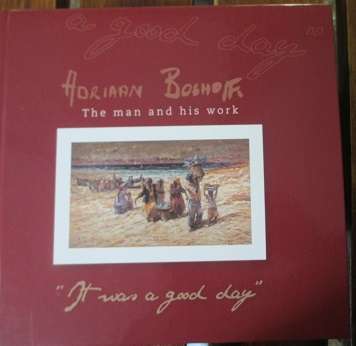 a good day"
ADRIAAN BOSHOFF
The man and his work
"It was a good day"